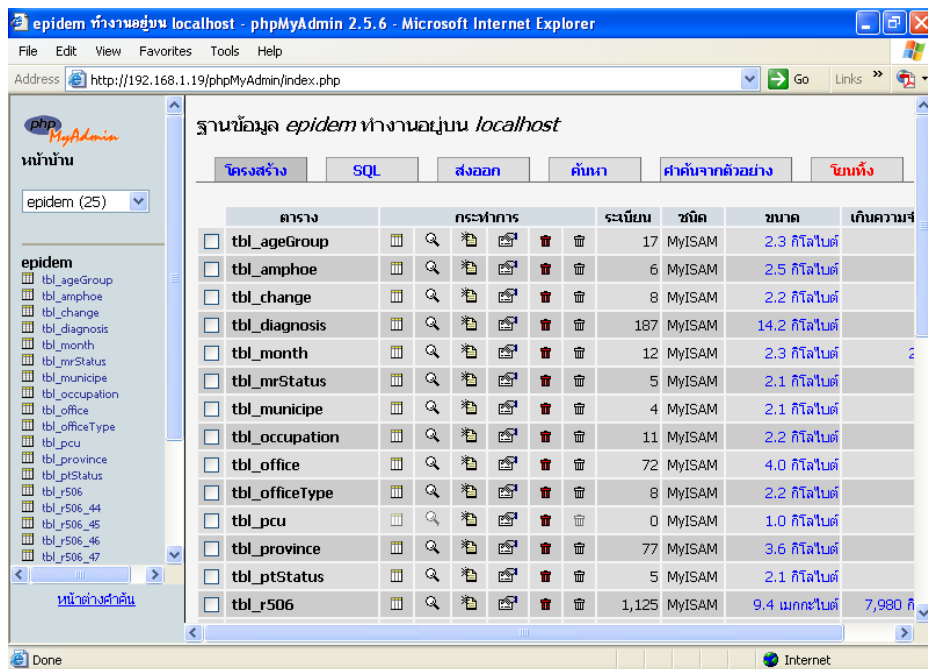 epidem ทำงานอยู่บน localhost - phpMyAdmin 2.5.6 - Microsoft Internet Explorer
File Edit View Favorites Tools Help
Address http://192.168.1.19/phpMyAdmin/index.php Go Links »
php
MyAdmin
หน้าบ้าน
epidem (25)
epidem
tbl_ageGroup
tbl_amphoe
tbl_change
tbl_diagnosis
tbl_month
tbl_mrStatus
tbl_municipe
tbl_occupation
tbl_office
tbl_officeType
tbl_pcu
tbl_province
tbl_ptStatus
tbl_r506
tbl_r506_44
tbl_r506_45
tbl_r506_46
tbl_r506_47
หน้าต่างคำค้น
ฐานข้อมูล epidem ทำงานอยู่บน localhost
โครงสร้าง SQL ส่งออก ค้นหา คำค้นจากตัวอย่าง โยนทิ้ง
ตาราง กระทำการ ระเบียน ชนิด ขนาด เกินความจ
tbl_ageGroup 17 MyISAM 2.3 กิโลไบต์
tbl_amphoe 6 MyISAM 2.5 กิโลไบต์
tbl_change 8 MyISAM 2.2 กิโลไบต์
tbl_diagnosis 187 MyISAM 14.2 กิโลไบต์
tbl_month 12 MyISAM 2.3 กิโลไบต์ 2
tbl_mrStatus 5 MyISAM 2.1 กิโลไบต์
tbl_municipe 4 MyISAM 2.1 กิโลไบต์
tbl_occupation 11 MyISAM 2.2 กิโลไบต์
tbl_office 72 MyISAM 4.0 กิโลไบต์
tbl_officeType 8 MyISAM 2.2 กิโลไบต์
tbl_pcu 0 MyISAM 1.0 กิโลไบต์
tbl_province 77 MyISAM 3.6 กิโลไบต์
tbl_ptStatus 5 MyISAM 2.1 กิโลไบต์
tbl_r506 1,125 MyISAM 9.4 เมกกะไบต์ 7,980 กิ
Done Internet